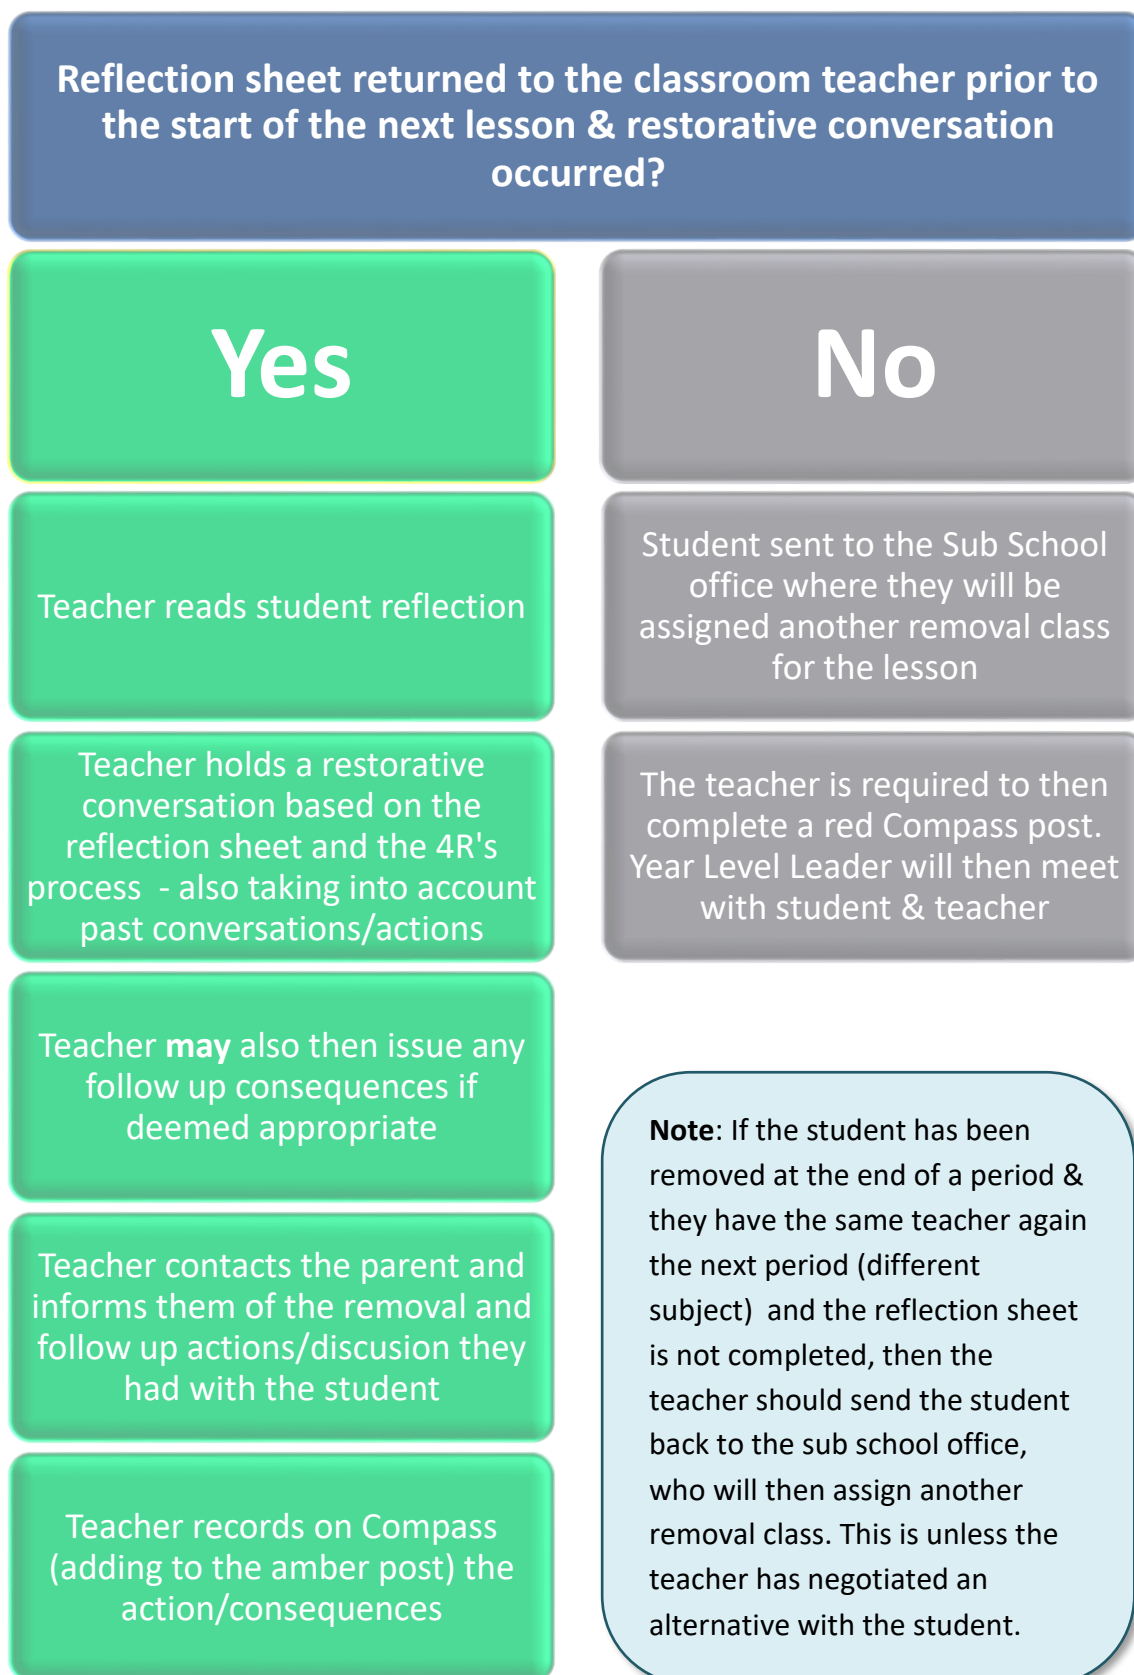 Reflection sheet returned to the classroom teacher prior to
the start of the next lesson & restorative conversation
occurred?
Yes
Teacher reads student reflection
Teacher holds a restorative
conversation based on the
reflection sheet and the 4R's
process - also taking into account
past conversations/actions
Teacher may also then issue any
follow up consequences if
deemed appropriate
Teacher contacts the parent and
informs them of the removal and
follow up actions/discusion they
had with the student
Teacher records on Compass
(adding to the amber post) the
action/consequences
No
Student sent to the Sub School
office where they will be
assigned another removal class
for the lesson
The teacher is required to then
complete a red Compass post.
Year Level Leader will then meet
with student & teacher
Note: If the student has been
removed at the end of a period &
they have the same teacher again
the next period (different
subject) and the reflection sheet
is not completed, then the
teacher should send the student
back to the sub school office,
who will then assign another
removal class. This is unless the
teacher has negotiated an
alternative with the student.